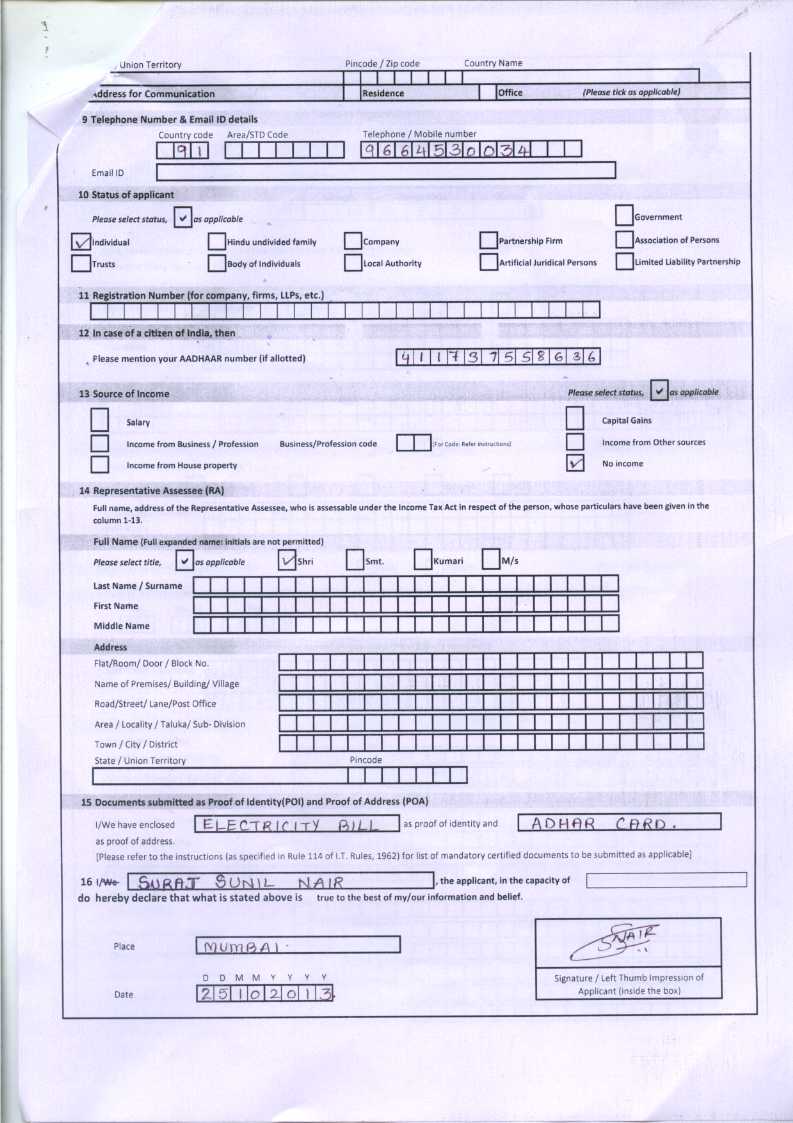 Union Territory Pincode / Zip code Country Name
Address for Communication Residence Office (Please tick as applicable)
9 Telephone Number & Email ID details
Country code Area/STD Code Telephone / Mobile number
91 9664530034
Email ID
10 Status of applicant
Please select status, ✓ as applicable Government
✓ Individual Hindu undivided family Company Partnership Firm Association of Persons
Trusts Body of Individuals Local Authority Artificial Juridical Persons Limited Liability Partnership
11 Registration Number (for company, firms, LLPs, etc.)
12 In case of a citizen of India, then
Please mention your AADHAAR number (if allotted) 411737558636
13 Source of Income Please select status, ✓ as applicable
Salary Capital Gains
Income from Business / Profession Business/Profession code [For Code: Refer instructions] Income from Other sources
Income from House property ✓ No income
14 Representative Assessee (RA)
Full name, address of the Representative Assessee, who is assessable under the Income Tax Act in respect of the person, whose particulars have been given in the
column 1-13.
Full Name (Full expanded name: initials are not permitted)
Please select title, ✓ as applicable ✓ Shri Smt. Kumari M/s
Last Name / Surname
First Name
Middle Name
Address
Flat/Room/ Door / Block No.
Name of Premises/ Building/ Village
Road/Street/ Lane/Post Office
Area / Locality / Taluka/ Sub- Division
Town / City / District
State / Union Territory Pincode
15 Documents submitted as Proof of Identity(POI) and Proof of Address (POA)
I/We have enclosed ELECTRICITY BILL as proof of identity and ADHAR CARD.
as proof of address.
[Please refer to the instructions (as specified in Rule 114 of I.T. Rules, 1962) for list of mandatory certified documents to be submitted as applicable]
16 I/We SURAJ SUNIL NAIR , the applicant, in the capacity of
do hereby declare that what is stated above is true to the best of my/our information and belief.
SNAIR
Place MUMBAI.
D D M M Y Y Y Y
Signature / Left Thumb Impression of
Date 25102013
Applicant (inside the box)